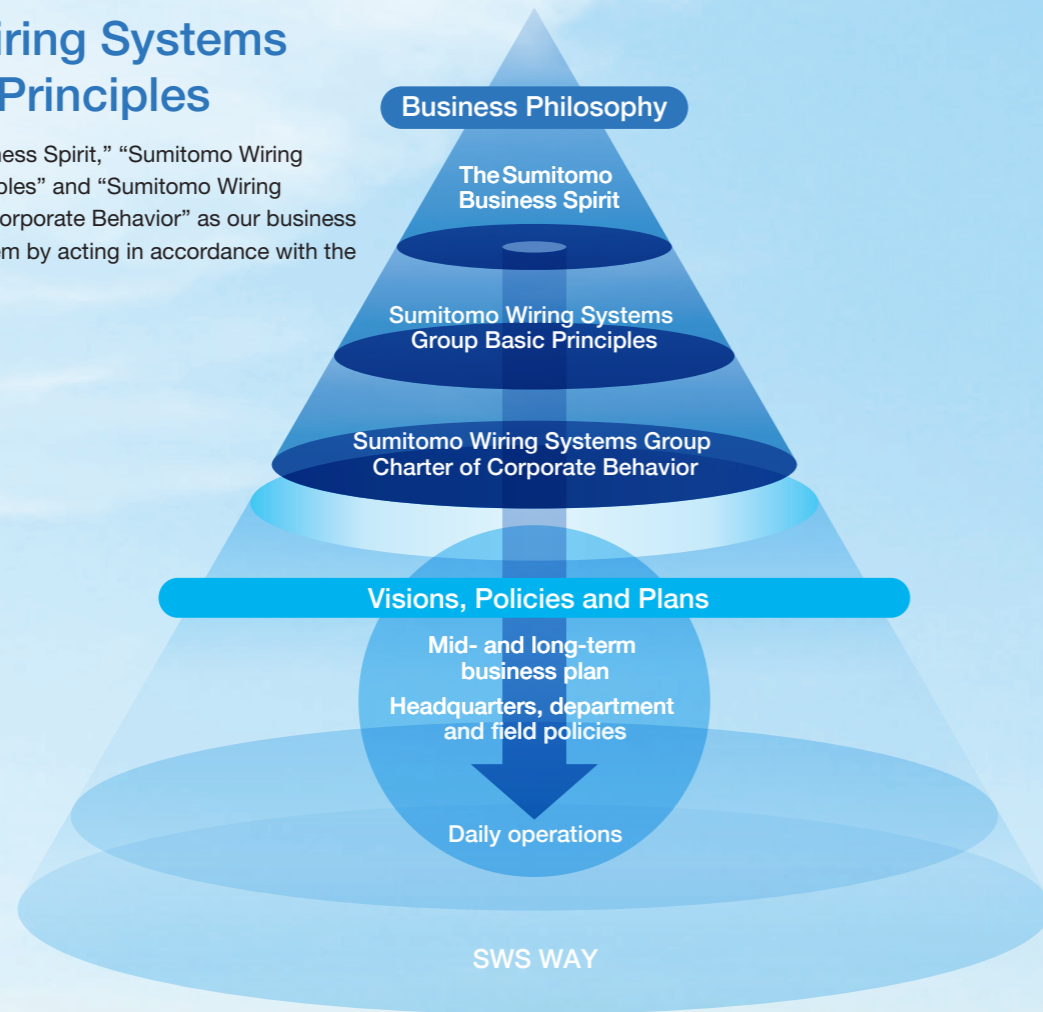 iring Systems
Principles
ness Spirit,” “Sumitomo Wiring
ples” and “Sumitomo Wiring
Corporate Behavior” as our business
em by acting in accordance with the
Business Philosophy
The Sumitomo
Business Spirit
Sumitomo Wiring Systems
Group Basic Principles
Sumitomo Wiring Systems Group
Charter of Corporate Behavior
Visions, Policies and Plans
Mid- and long-term
business plan
Headquarters, department
and field policies
Daily operations
SWS WAY